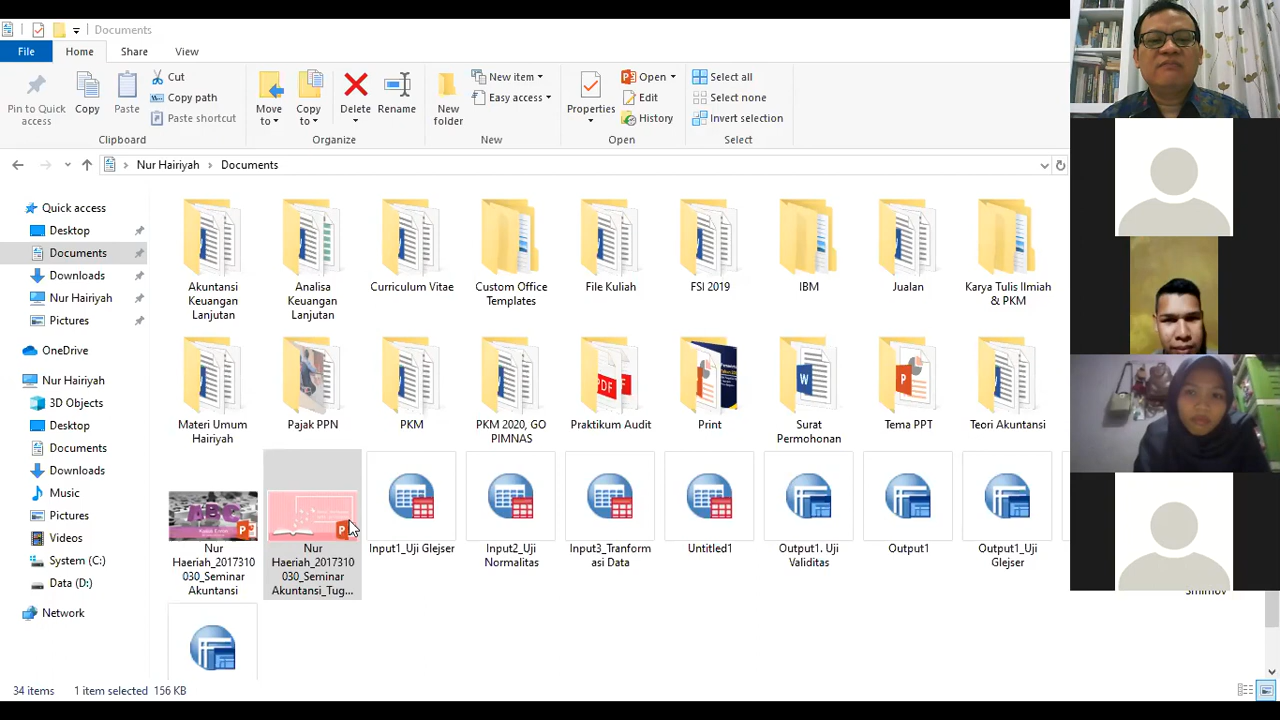 Documents
File
Home
Share
View
Pin to Quick access
Copy
Paste
Cut
Copy path
Paste shortcut
Clipboard
Move to
Copy to
Delete
Rename
Organize
New folder
New item
Easy access
New
Properties
Open
Edit
History
Open
Select all
Select none
Invert selection
Select
Nur Hairiyah
Documents
Quick access
Desktop
Documents
Downloads
Nur Hairiyah
Pictures
OneDrive
Nur Hairiyah
3D Objects
Desktop
Documents
Downloads
Music
Pictures
Videos
System (C:)
Data (D:)
Network
Akuntansi
Keuangan
Lanjutan
Analisa
Keuangan
Lanjutan
Curriculum Vitae
Custom Office
Templates
File Kuliah
FSI 2019
IBM
Jualan
Karya Tulis Ilmiah
& PKM
Materi Umum
Hairiyah
Pajak PPN
PKM
PKM 2020, GO
PIMNAS
Praktikum Audit
Print
Surat
Permohonan
Tema PPT
Teori Akuntansi
Nur
Haeriah_2017310
030_Seminar
Akuntansi
Nur
Haeriah_2017310
030_Seminar
Akuntansi_Tug...
Input1_Uji Glejser
Input2_Uji
Normalitas
Input3_Tranform
asi Data
Untitled1
Output1. Uji
Validitas
Output1
Output1_Uji
Glejser
34 items
1 item selected
156 KB